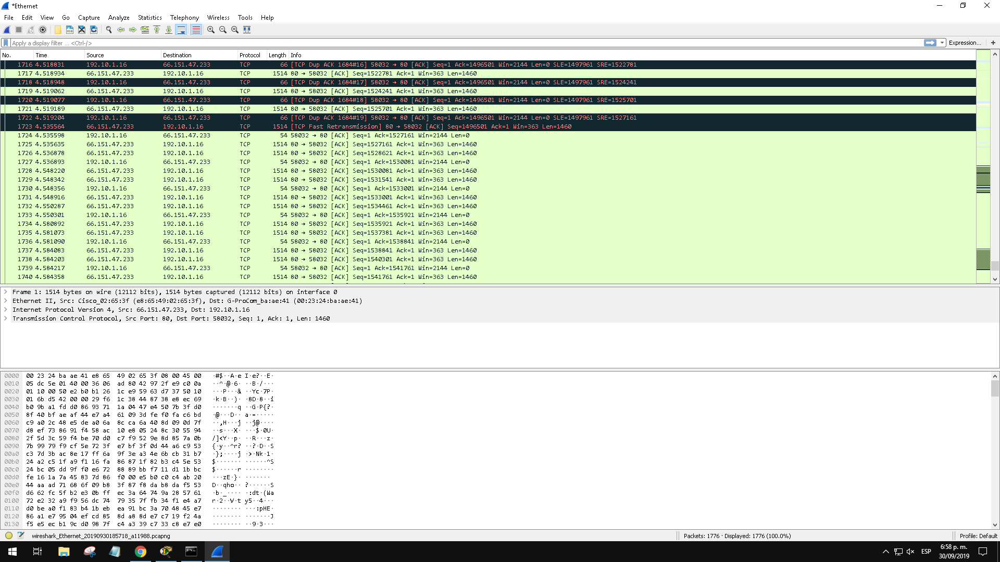 *Ethernet
File Edit View Go Capture Analyze Statistics Telephony Wireless Tools Help
Apply a display filter ... <Ctrl-/> Expression... +
No. Time Source Destination Protocol Length Info
1716 4.518831 192.10.1.16 66.151.47.233 TCP 66 [TCP Dup ACK 1684#16] 58032 → 80 [ACK] Seq=1 Ack=1496501 Win=2144 Len=0 SLE=1497961 SRE=1522781
1717 4.518934 66.151.47.233 192.10.1.16 TCP 1514 80 → 58032 [ACK] Seq=1522781 Ack=1 Win=363 Len=1460
1718 4.518948 192.10.1.16 66.151.47.233 TCP 66 [TCP Dup ACK 1684#17] 58032 → 80 [ACK] Seq=1 Ack=1496501 Win=2144 Len=0 SLE=1497961 SRE=1524241
1719 4.519062 66.151.47.233 192.10.1.16 TCP 1514 80 → 58032 [ACK] Seq=1524241 Ack=1 Win=363 Len=1460
1720 4.519077 192.10.1.16 66.151.47.233 TCP 66 [TCP Dup ACK 1684#18] 58032 → 80 [ACK] Seq=1 Ack=1496501 Win=2144 Len=0 SLE=1497961 SRE=1525701
1721 4.519189 66.151.47.233 192.10.1.16 TCP 1514 80 → 58032 [ACK] Seq=1525701 Ack=1 Win=363 Len=1460
1722 4.519204 192.10.1.16 66.151.47.233 TCP 66 [TCP Dup ACK 1684#19] 58032 → 80 [ACK] Seq=1 Ack=1496501 Win=2144 Len=0 SLE=1497961 SRE=1527161
1723 4.535564 66.151.47.233 192.10.1.16 TCP 1514 [TCP Fast Retransmission] 80 → 58032 [ACK] Seq=1496501 Ack=1 Win=363 Len=1460
1724 4.535598 192.10.1.16 66.151.47.233 TCP 54 58032 → 80 [ACK] Seq=1 Ack=1527161 Win=2144 Len=0
1725 4.535635 66.151.47.233 192.10.1.16 TCP 1514 80 → 58032 [ACK] Seq=1527161 Ack=1 Win=363 Len=1460
1726 4.536878 66.151.47.233 192.10.1.16 TCP 1514 80 → 58032 [ACK] Seq=1528621 Ack=1 Win=363 Len=1460
1727 4.536893 192.10.1.16 66.151.47.233 TCP 54 58032 → 80 [ACK] Seq=1 Ack=1530081 Win=2144 Len=0
1728 4.548220 66.151.47.233 192.10.1.16 TCP 1514 80 → 58032 [ACK] Seq=1530081 Ack=1 Win=363 Len=1460
1729 4.548342 66.151.47.233 192.10.1.16 TCP 1514 80 → 58032 [ACK] Seq=1531541 Ack=1 Win=363 Len=1460
1730 4.548356 192.10.1.16 66.151.47.233 TCP 54 58032 → 80 [ACK] Seq=1 Ack=1533001 Win=2144 Len=0
1731 4.548916 66.151.47.233 192.10.1.16 TCP 1514 80 → 58032 [ACK] Seq=1533001 Ack=1 Win=363 Len=1460
1732 4.550287 66.151.47.233 192.10.1.16 TCP 1514 80 → 58032 [ACK] Seq=1534461 Ack=1 Win=363 Len=1460
1733 4.550301 192.10.1.16 66.151.47.233 TCP 54 58032 → 80 [ACK] Seq=1 Ack=1535921 Win=2144 Len=0
1734 4.580892 66.151.47.233 192.10.1.16 TCP 1514 80 → 58032 [ACK] Seq=1535921 Ack=1 Win=363 Len=1460
1735 4.581073 66.151.47.233 192.10.1.16 TCP 1514 80 → 58032 [ACK] Seq=1537381 Ack=1 Win=363 Len=1460
1736 4.581090 192.10.1.16 66.151.47.233 TCP 54 58032 → 80 [ACK] Seq=1 Ack=1538841 Win=2144 Len=0
1737 4.584083 66.151.47.233 192.10.1.16 TCP 1514 80 → 58032 [ACK] Seq=1538841 Ack=1 Win=363 Len=1460
1738 4.584203 66.151.47.233 192.10.1.16 TCP 1514 80 → 58032 [ACK] Seq=1540301 Ack=1 Win=363 Len=1460
1739 4.584217 192.10.1.16 66.151.47.233 TCP 54 58032 → 80 [ACK] Seq=1 Ack=1541761 Win=2144 Len=0
1740 4.584358 66.151.47.233 192.10.1.16 TCP 1514 80 → 58032 [ACK] Seq=1541761 Ack=1 Win=363 Len=1460
Frame 1: 1514 bytes on wire (12112 bits), 1514 bytes captured (12112 bits) on interface 0
Ethernet II, Src: Cisco_02:65:3f (e8:65:49:02:65:3f), Dst: G-ProCom_ba:ae:41 (00:23:24:ba:ae:41)
Internet Protocol Version 4, Src: 66.151.47.233, Dst: 192.10.1.16
Transmission Control Protocol, Src Port: 80, Dst Port: 58032, Seq: 1, Ack: 1, Len: 1460
0000 00 23 24 ba ae 41 e8 65 49 02 65 3f 08 00 45 00 ·#$··A·e I·e?··E·
0010 05 dc 5e 01 40 00 36 06 ad 80 42 97 2f e9 c0 0a ··^·@·6· ··B·/···
0020 01 10 00 50 e2 b0 b1 26 1c e9 59 63 d7 37 50 10 ···P···& ··Yc·7P·
0030 01 6b d5 42 00 00 29 f6 1c 38 44 87 38 e8 ec 69 ·k·B··)· ·8D·8··i
0040 b0 9b a1 fd d0 86 93 71 1a 04 47 e4 50 7b 3f d0 ·······q ··G·P{?·
0050 8f 40 bf ae af 44 e7 a4 61 09 3d fe f0 fa c6 bd ·@···D·· a·=·····
0060 c9 a0 2c 48 e5 de a0 6a 8c ca 6a 40 8d 09 0d 7f ··,H···j ··j@····
0070 d8 ef 73 86 91 f4 58 ac 10 e8 05 24 8c 30 55 94 ··s···X· ···$·0U·
0080 2f 5d 3c 59 f4 be 70 d0 c7 f9 52 9e 8d 85 7a 0b /]<Y··p· ··R···z·
0090 7b 99 79 f9 cf 5e 72 3f e7 bf 3f 0d 44 a6 c9 53 {·y··^r? ··?·D··S
00a0 c3 7d 3b ac 8e 17 ff 6a 9f 3e a3 4e 6b cb 31 b7 ·};····j ·>·Nk·1·
00b0 24 a2 c5 1f a9 f1 16 fa 86 87 1f 82 b3 c4 5e 53 $······· ······^S
00c0 24 bc 05 dd 9f f0 e6 72 88 89 bb f7 11 d1 1b bc $······r ········
00d0 fe 16 1a 7a 45 83 7d 86 f0 00 e5 b0 c0 c4 ab 20 ···zE·}· ·······
00e0 44 aa ad 71 68 6f 09 b8 3f 87 f8 da b8 da f5 53 D··qho·· ?······S
00f0 d6 62 fc 5f b2 e3 0b ff ec 3a 64 74 9a 28 57 61 ·b·_···· ·:dt·(Wa
0100 72 e2 32 a9 f9 56 dc 74 79 35 7f fb 34 f1 e4 a7 r·2··V·t y5··4···
0110 d0 be a0 f1 83 b4 1b eb ea 91 bc 3a 70 48 45 e7 ········ ···:pHE·
0120 86 a1 e7 95 04 ef cd 85 8d a8 8d e7 c7 19 f2 4a ········ ·······J
0130 f5 e5 ec b1 9c d0 98 7f c4 a3 39 c7 33 c8 e7 e0 ········ ··9·3···
wireshark_Ethernet_20190930185718_a11988.pcapng Packets: 1776 · Displayed: 1776 (100.0%) Profile: Default
ESP
6:58 p. m.
30/09/2019